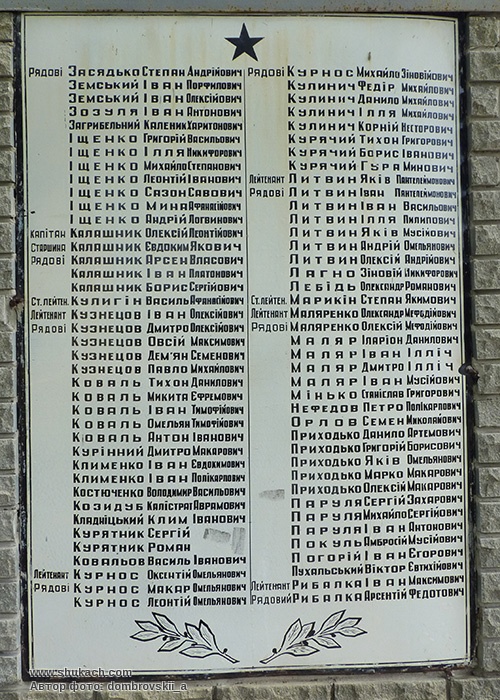 Рядові Засядько Степан Андрійович
Земський Іван Порфилович
Земський Іван Олексійович
Зозуля Іван Антонович
Загрибельний Каленик Харитонович
Іщенко Григорій Васильович
Іщенко Ілля Никифорович
Іщенко Михайло Степанович
Іщенко Леонтій Іванович
Іщенко Сазон Савович
Іщенко Мина Афанасійович
Іщенко Андрій Логвинович
Капітан Калашник Олексій Леонтійович
Старшина Калашник Євдоким Якович
Рядові Калашник Арсен Власович
Калашник Іван Платонович
Калашник Борис Сергійович
Ст. лейтен. Кулигін Василь Афанасійович
Лейтенант Кузнецов Іван Олексійович
Рядові Кузнецов Дмитро Олексійович
Кузнецов Овсій Максимович
Кузнецов Дем'ян Семенович
Кузнецов Павло Михайлович
Коваль Тихон Данилович
Коваль Микита Єфремович
Коваль Іван Тимофійович
Коваль Омельян Тимофійович
Коваль Антон Іванович
Курінний Дмитро Макарович
Клименко Іван Євдокимович
Клименко Іван Полікарпович
Костюченко Володимир Васильович
Козидуб Калістрат Аврамович
Кладніцький Клим Іванович
Курятник Сергій
Курятник Роман
Ковальов Василь Іванович
Лейтенант Курнос Оксентій Омельянович
Рядові Курнос Макар Омельянович
Курнос Леонтій Омельянович
Рядові Курнос Михайло Зіновійович
Кулинич Федір Михайлович
Кулинич Данило Михайлович
Кулинич Ілля Михайлович
Кулинич Корній Несторович
Курячий Тихон Григорович
Курячий Борис Іванович
Курячий Гура Минович
Лейтенант Литвин Яків Пантелеймонович
Рядові Литвин Іван Пантелеймонович
Литвин Іван Васильович
Литвин Ілля Пилипович
Литвин Яків Мусійович
Литвин Андрій Омельянович
Литвин Олексій Андрійович
Лагно Зіновій Никифорович
Лебідь Олександр Романович
Ст. лейтен. Марикін Степан Якимович
Лейтенант Маляренко Олександр Мефодійович
Рядові Маляренко Олексій Мефодійович
Маляр Іларіон Данилович
Маляр Іван Ілліч
Маляр Дмитро Ілліч
Маляр Іван Мусійович
Мінько Станіслав Григорович
Нефедов Петро Полікарпович
Орлов Семен Миколайович
Приходько Данило Артемович
Приходько Григорій Борисович
Приходько Яків Омельянович
Приходько Марко Макарович
Приходько Олексій Макарович
Паруля Сергій Захарович
Паруля Михайло Сергійович
Паруля Іван Антонович
Покуль Амбросій Мусійович
Погорій Іван Єгорович
Пухальський Віктор Євтихійович
Лейтенант Рибалка Іван Максимович
Рядовий Рибалка Арсентій Федотович
www.shukach.com
Автор фото: dombrovskii_a